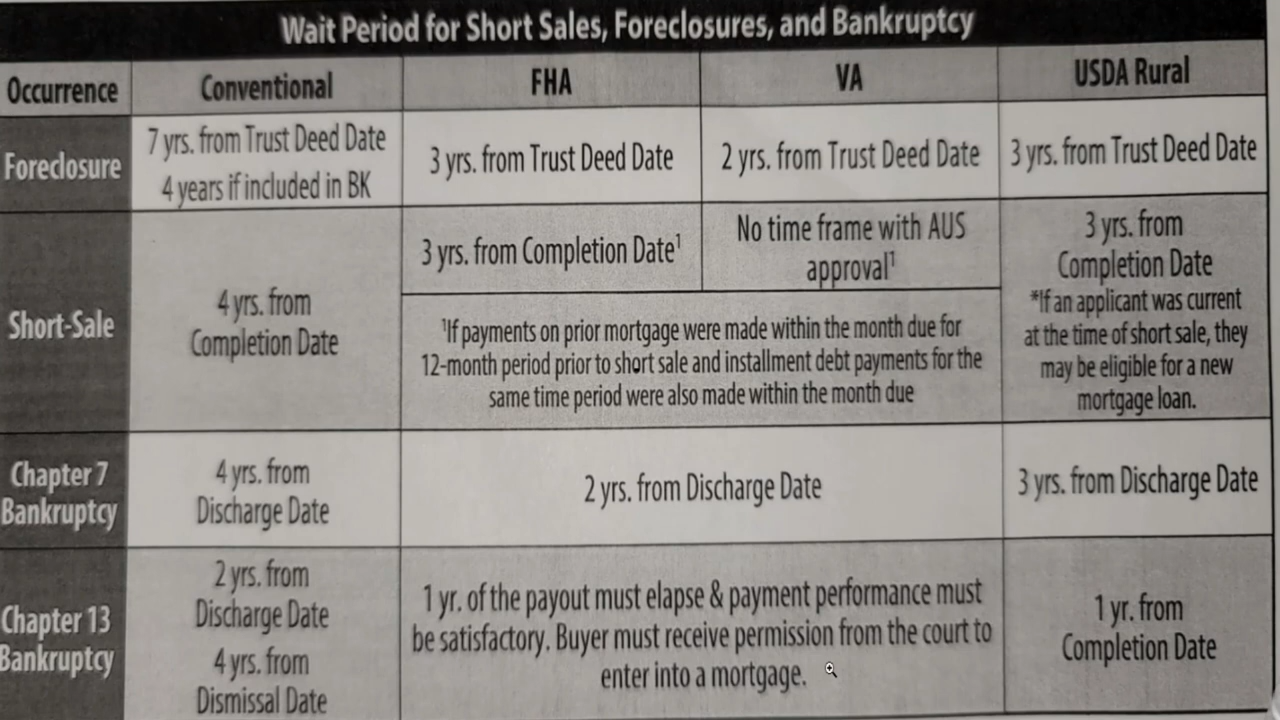 Wait Period for Short Sales, Foreclosures, and Bankruptcy
Occurrence
Conventional
FHA
VA
USDA Rural
Foreclosure
7 yrs. from Trust Deed Date
4 years if included in BK
3 yrs. from Trust Deed Date
2 yrs. from Trust Deed Date
3 yrs. from Trust Deed Date
Short-Sale
4 yrs. from
Completion Date
3 yrs. from Completion Date¹
No time frame with AUS
approval¹
¹If payments on prior mortgage were made within the month due for
12-month period prior to short sale and installment debt payments for the
same time period were also made within the month due
3 yrs. from
Completion Date
*If an applicant was current
at the time of short sale, they
may be eligible for a new
mortgage loan.
Chapter 7
Bankruptcy
4 yrs. from
Discharge Date
2 yrs. from Discharge Date
3 yrs. from Discharge Date
Chapter 13
Bankruptcy
2 yrs. from
Discharge Date
4 yrs. from
Dismissal Date
1 yr. of the payout must elapse & payment performance must
be satisfactory. Buyer must receive permission from the court to
enter into a mortgage.
1 yr. from
Completion Date